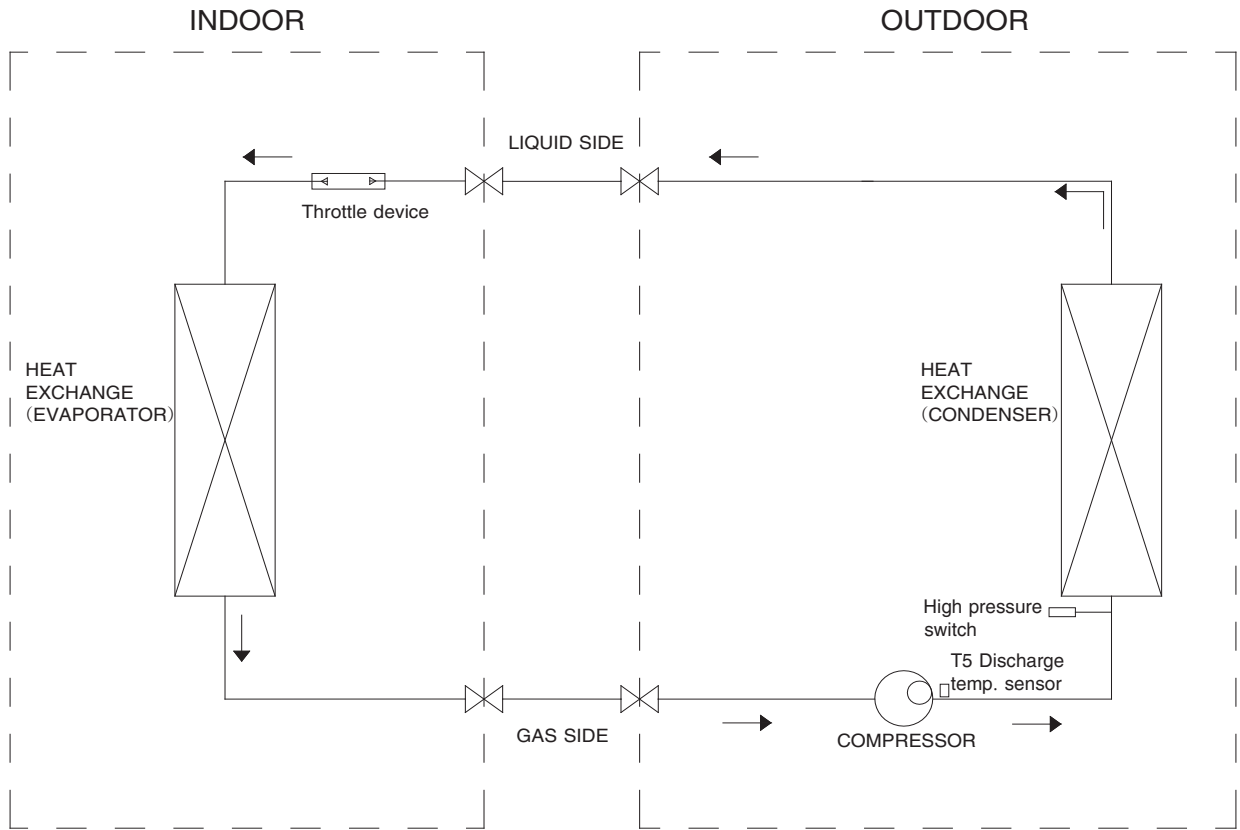 INDOOR
OUTDOOR
LIQUID SIDE
Throttle device
HEAT
EXCHANGE
(EVAPORATOR)
HEAT
EXCHANGE
(CONDENSER)
High pressure
switch
T5 Discharge
temp. sensor
GAS SIDE
COMPRESSOR